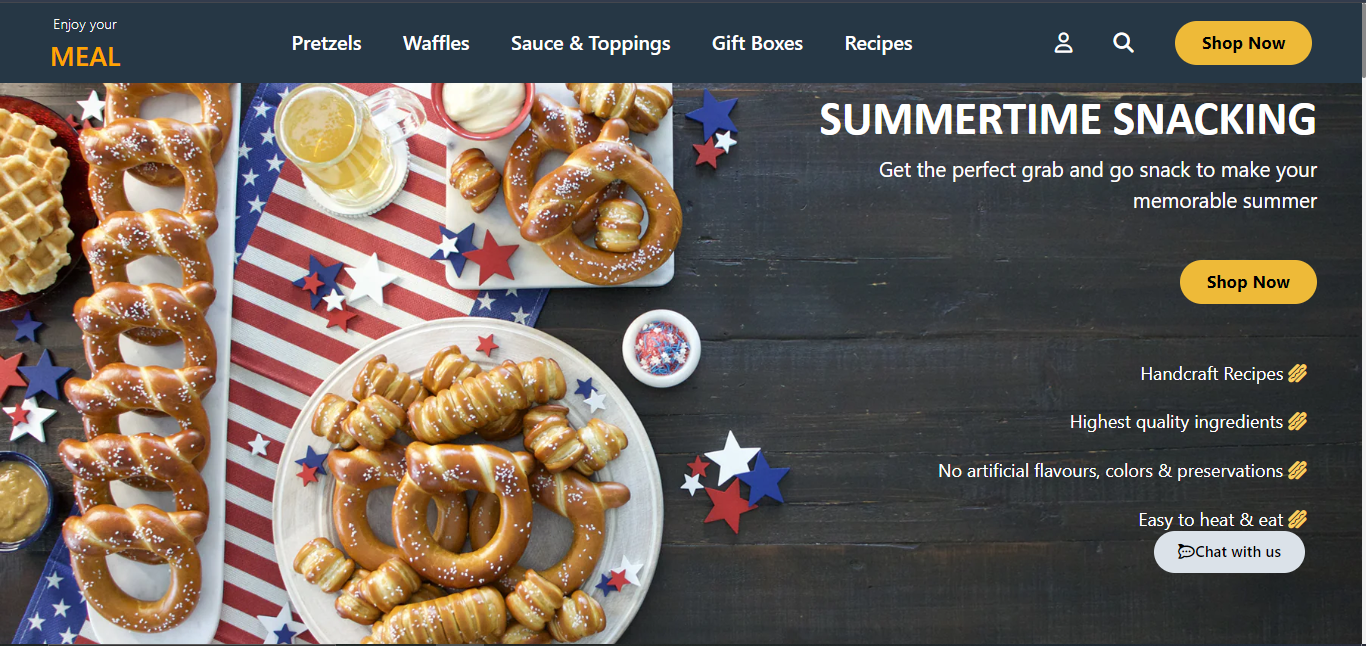 Enjoy your
MEAL
Pretzels Waffles Sauce & Toppings Gift Boxes Recipes Shop Now
SUMMERTIME SNACKING
Get the perfect grab and go snack to make your
memorable summer
Shop Now
Handcraft Recipes
Highest quality ingredients
No artificial flavours, colors & preservations
Easy to heat & eat
Chat with us